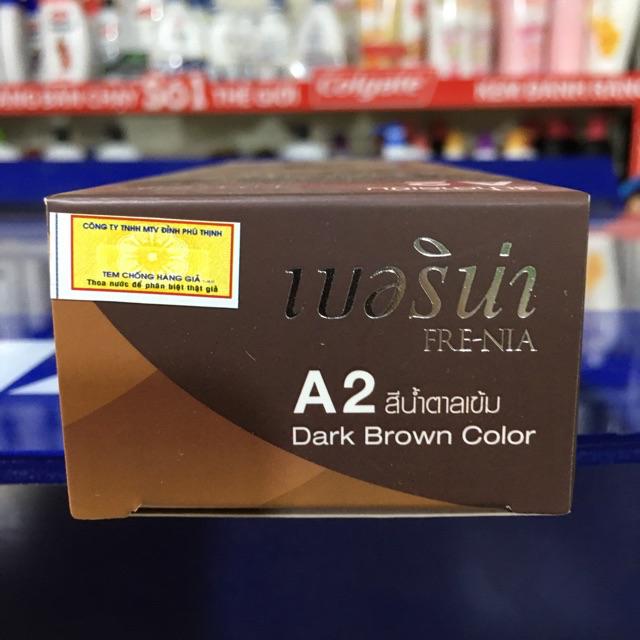 Colgate
CÔNG TY TNHH MTV ĐÌNH PHÚ THỊNH
TEM CHỐNG HÀNG GIẢ
Thoa nước để phân biệt thật giả
เบอริน่า
FRE-NIA
A2 สีน้ำตาลเข้ม
Dark Brown Color